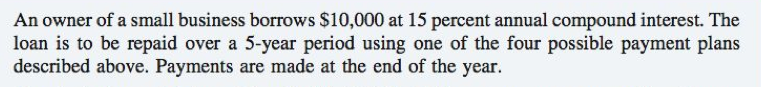 An owner of a small business borrows $10,000 at 15 percent annual compound interest. The
loan is to be repaid over a 5-year period using one of the four possible payment plans
described above. Payments are made at the end of the year.